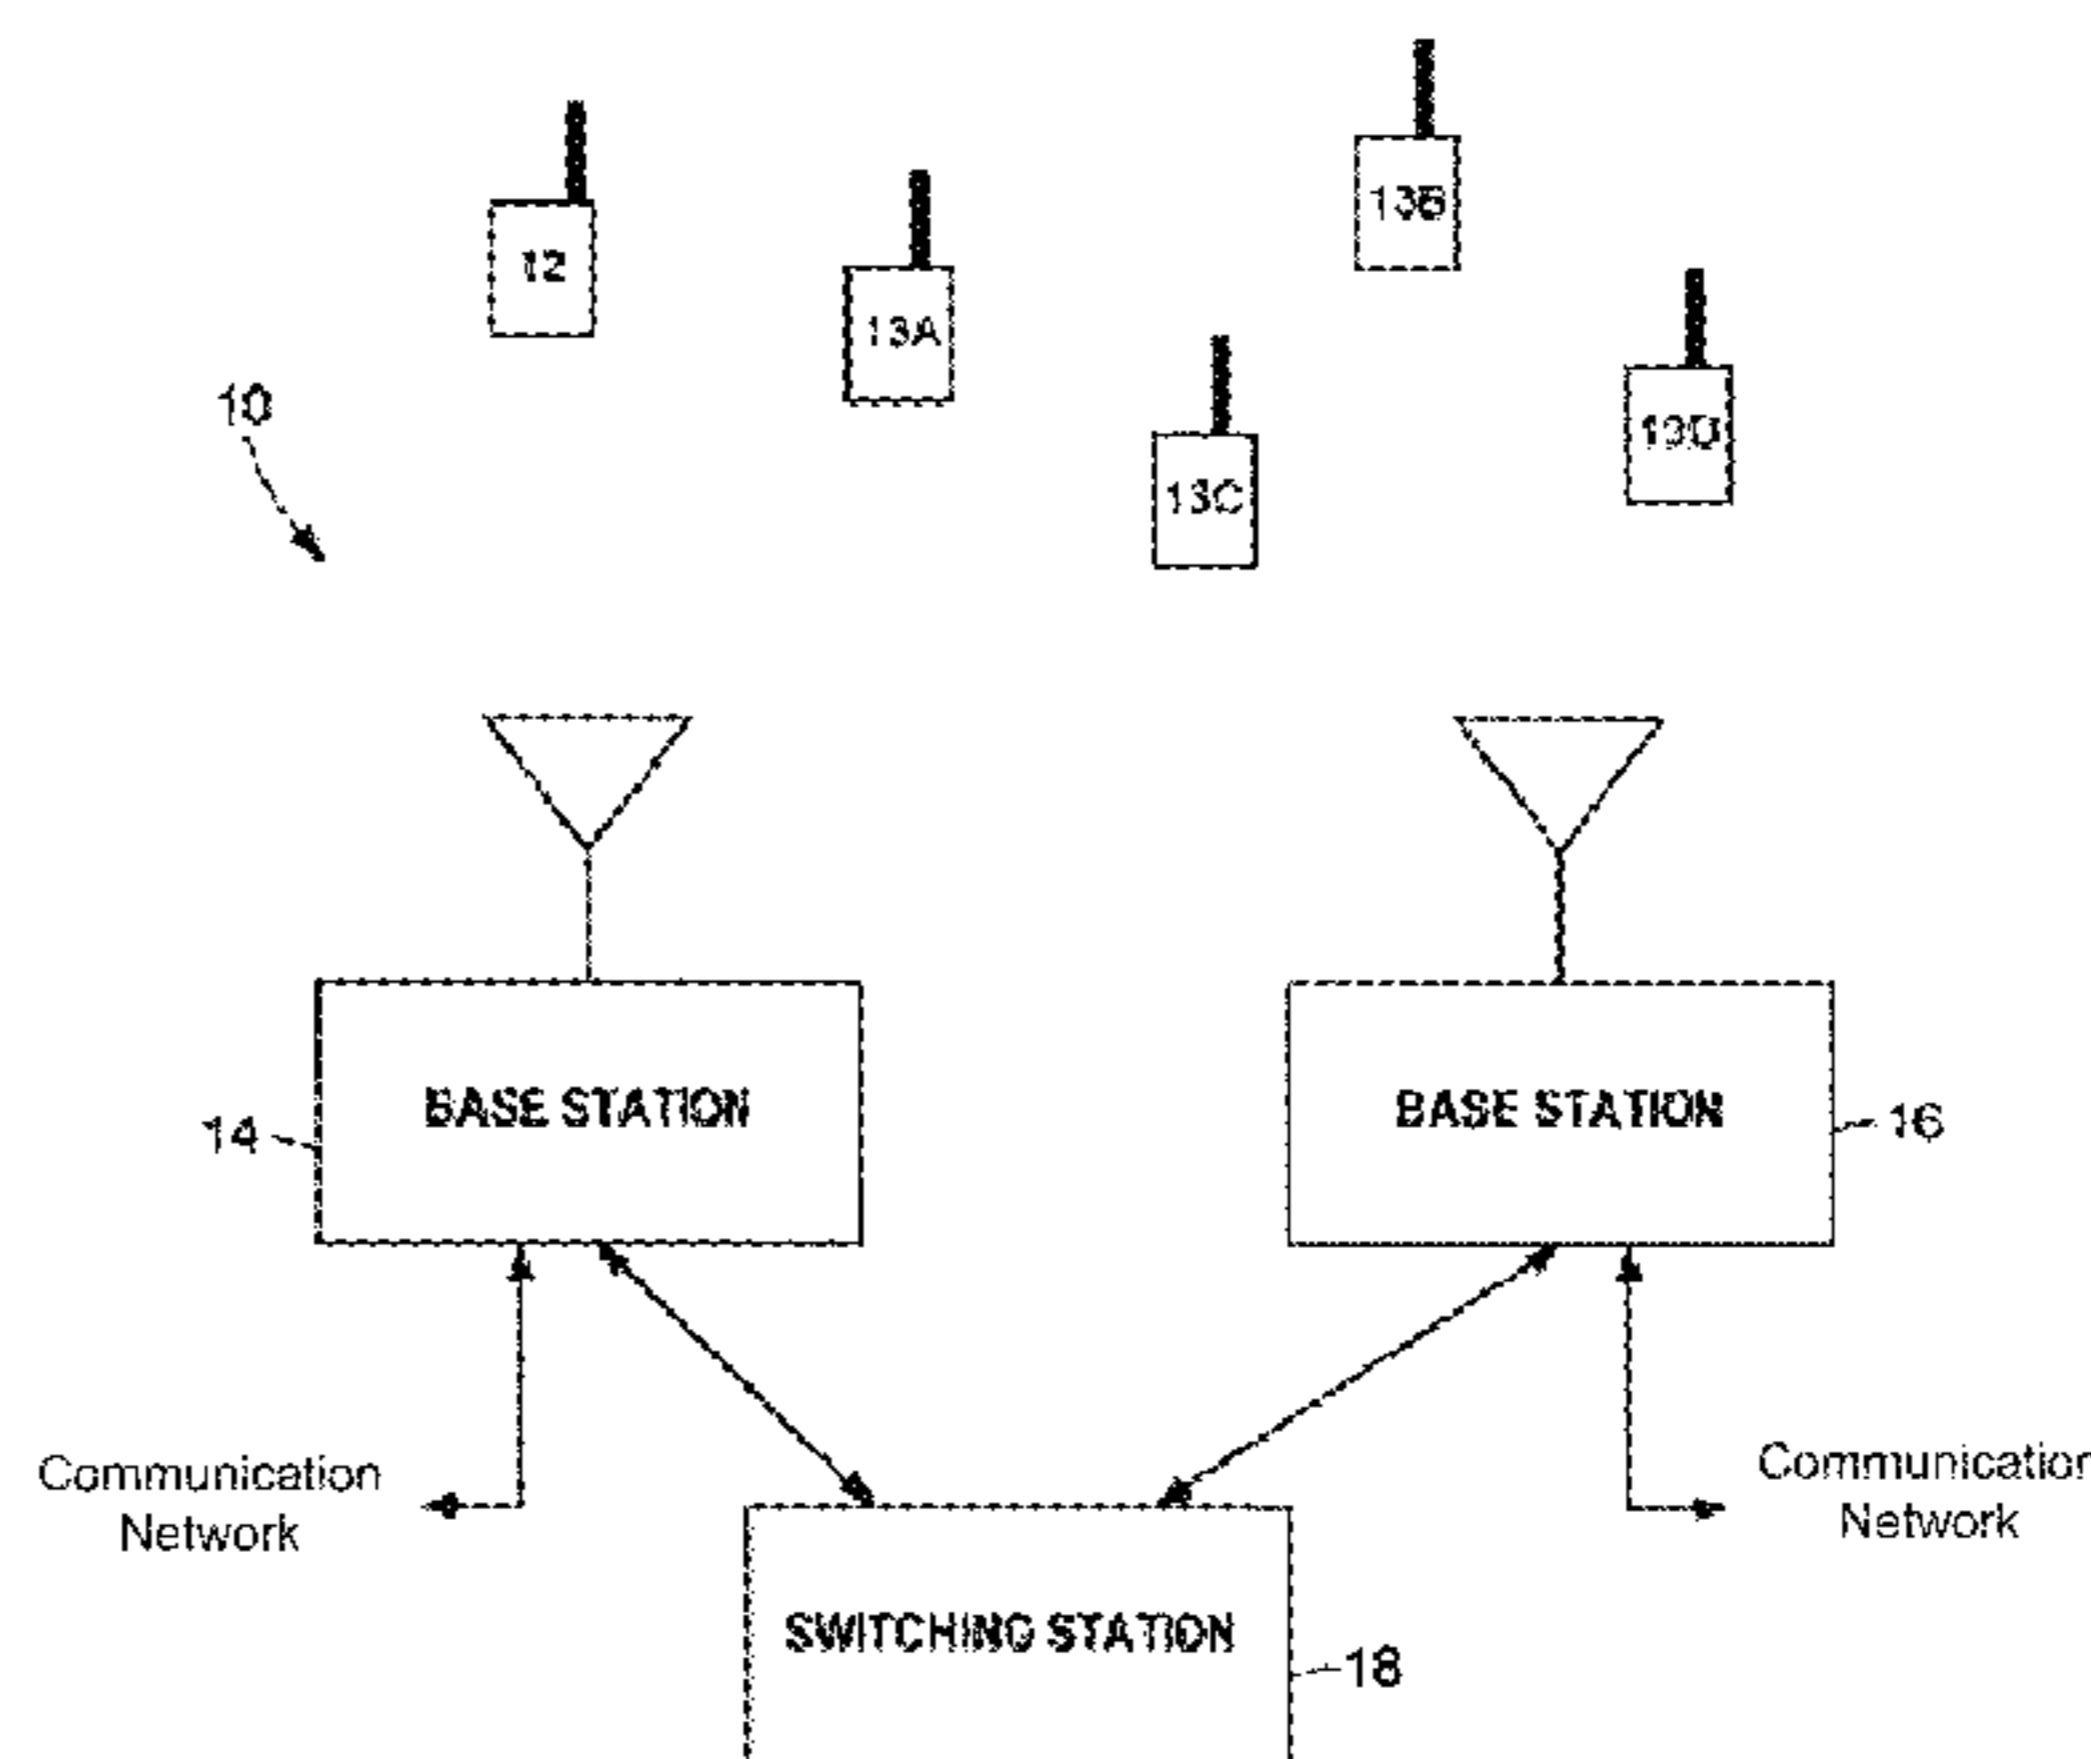 13B
12
13A
10
13D
13C
BASE STATION
BASE STATION
14
16
Communication
Network
Communication
Network
SWITCHING STATION
18